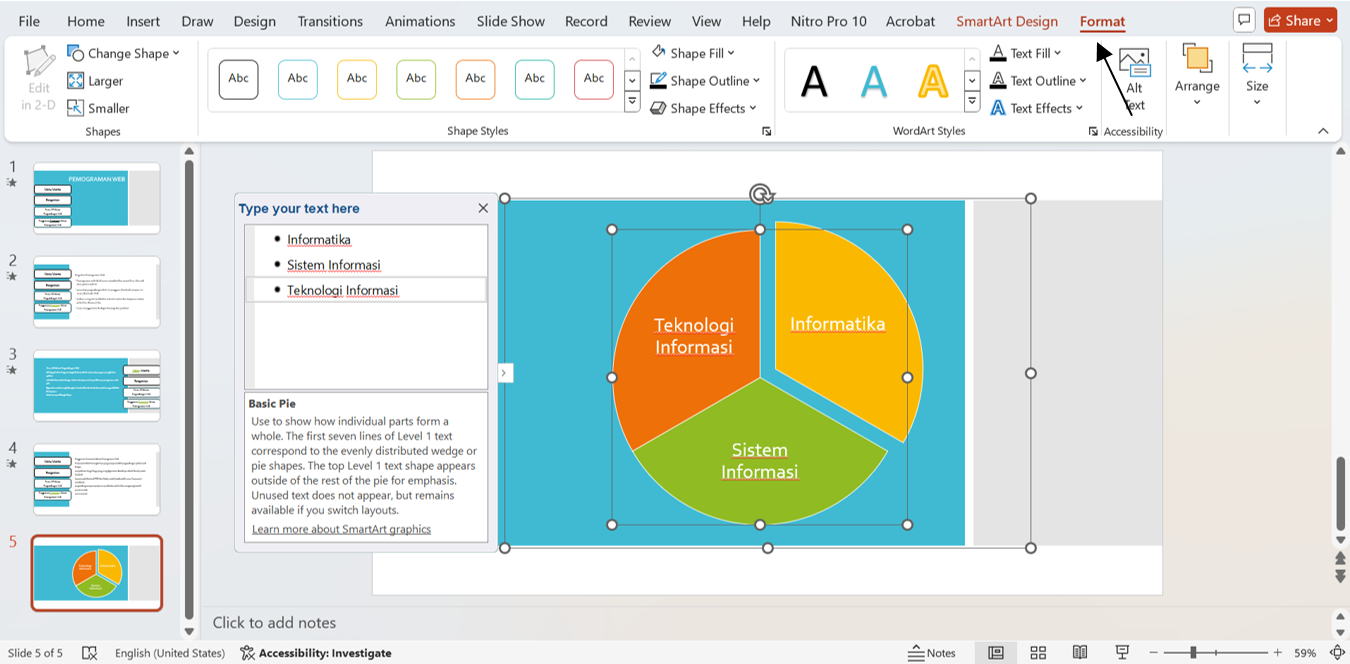 File Home Insert Draw Design Transitions Animations Slide Show Record Review View Help Nitro Pro 10 Acrobat SmartArt Design Format Share
Edit
in 2-D
Change Shape
Larger
Smaller
Shapes
Abc Abc Abc Abc Abc Abc Abc
Shape Fill
Shape Outline
Shape Effects
Shape Styles
A A A
Text Fill
Text Outline
Text Effects
WordArt Styles
Alt
Text
Accessibility
Arrange
Size
1
PEMOGRAMAN WEB
2
3
4
5
Type your text here
Informatika
Sistem Informasi
Teknologi Informasi
Basic Pie
Use to show how individual parts form a
whole. The first seven lines of Level 1 text
correspond to the evenly distributed wedge or
pie shapes. The top Level 1 text shape appears
outside of the rest of the pie for emphasis.
Unused text does not appear, but remains
available if you switch layouts.
Learn more about SmartArt graphics
Teknologi
Informasi
Informatika
Sistem
Informasi
Click to add notes
Slide 5 of 5 English (United States) Accessibility: Investigate Notes 59%